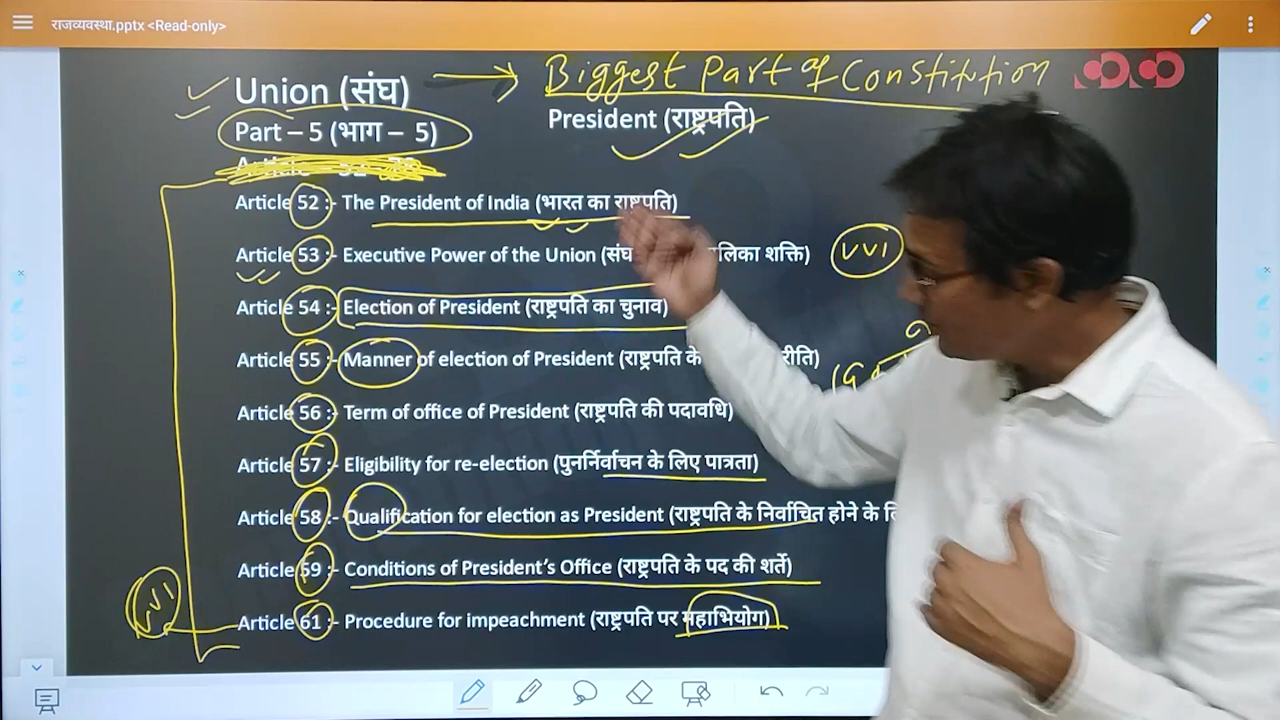 राजव्यवस्था.pptx <Read-only>
Union (संघ) → Biggest Part of Constitution
Part – 5 (भाग – 5)
President (राष्ट्रपति)
Article 52 :- The President of India (भारत का राष्ट्रपति)
Article 53 :- Executive Power of the Union (संघ लिका शक्ति) VVI
Article 54 :- Election of President (राष्ट्रपति का चुनाव)
Article 55 :- Manner of election of President (राष्ट्रपति के रीति)
Article 56 :- Term of office of President (राष्ट्रपति की पदावधि)
Article 57 :- Eligibility for re-election (पुनर्निर्वाचन के लिए पात्रता)
Article 58 :- Qualification for election as President (राष्ट्रपति के निर्वाचित होने के
Article 59 :- Conditions of President's Office (राष्ट्रपति के पद की शर्ते)
VVI
Article 61 :- Procedure for impeachment (राष्ट्रपति पर महाभियोग)